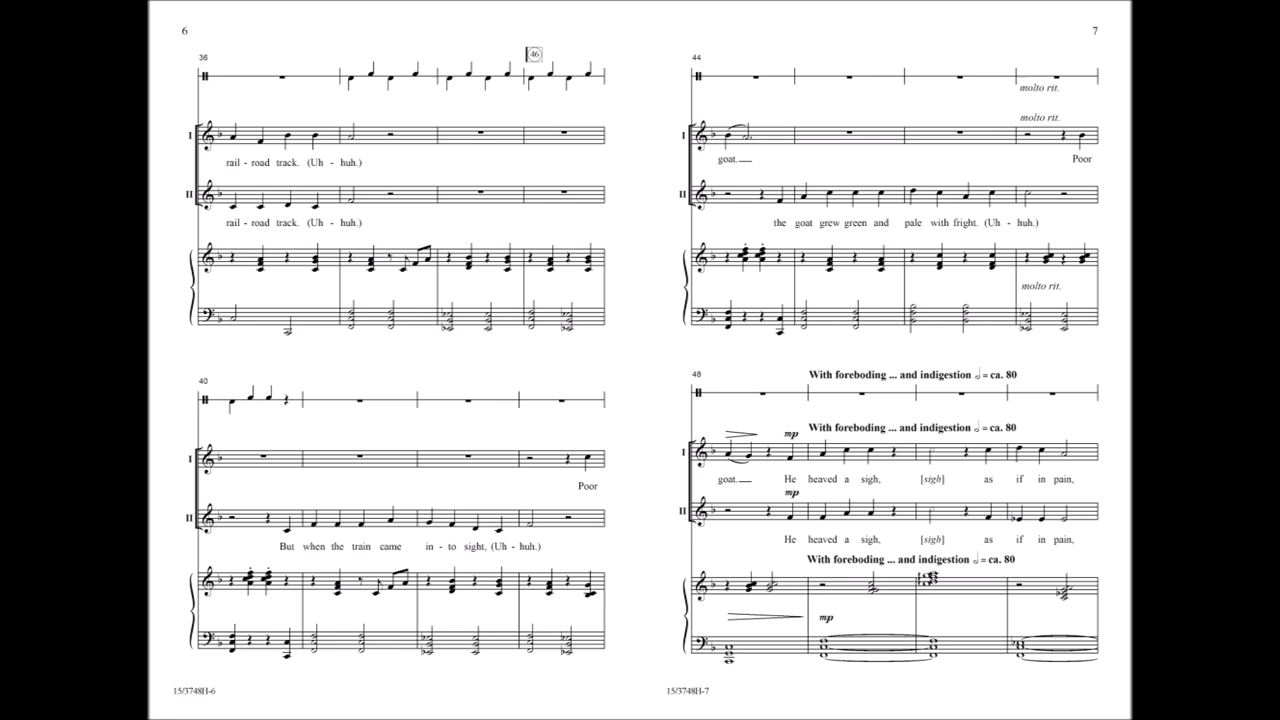 6
36
46
I
rail - road track. (Uh - huh.)
II
rail - road track. (Uh - huh.)
40
I
Poor
II
But when the train came in - to sight, (Uh - huh.)
15/3748H-6
7
44
molto rit.
molto rit.
I
goat.
Poor
II
the goat grew green and pale with fright. (Uh - huh.)
molto rit.
48
With foreboding ... and indigestion = ca. 80
With foreboding ... and indigestion = ca. 80
mp
I
goat. He heaved a sigh, [sigh] as if in pain,
mp
II
He heaved a sigh, [sigh] as if in pain,
With foreboding ... and indigestion = ca. 80
mp
15/3748H-7